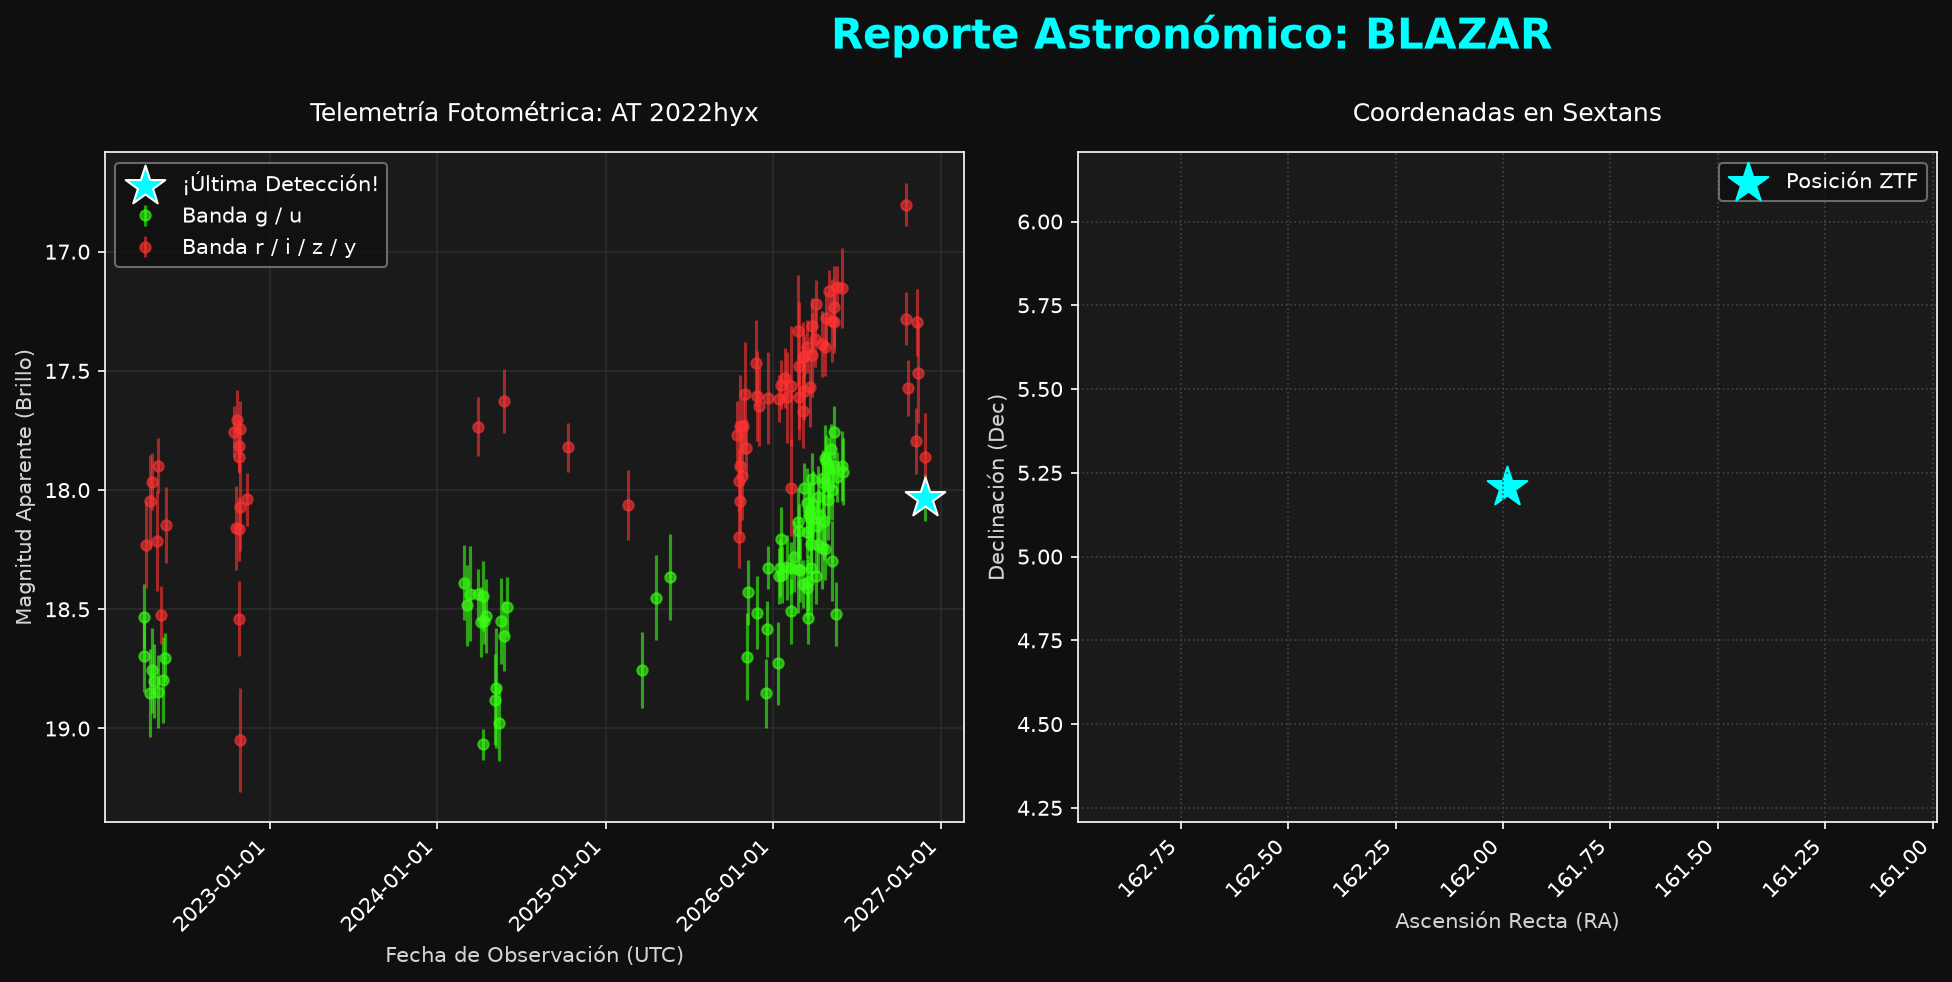 Reporte Astronómico: BLAZAR
Telemetría Fotométrica: AT 2022hyx
¡Última Detección!
Banda g / u
Banda r / i / z / y
Magnitud Aparente (Brillo)
17.0
17.5
18.0
18.5
19.0
2023-01-01
2024-01-01
2025-01-01
2026-01-01
2027-01-01
Fecha de Observación (UTC)
Coordenadas en Sextans
Posición ZTF
Declinación (Dec)
6.00
5.75
5.50
5.25
5.00
4.75
4.50
4.25
162.75
162.50
162.25
162.00
161.75
161.50
161.25
161.00
Ascensión Recta (RA)